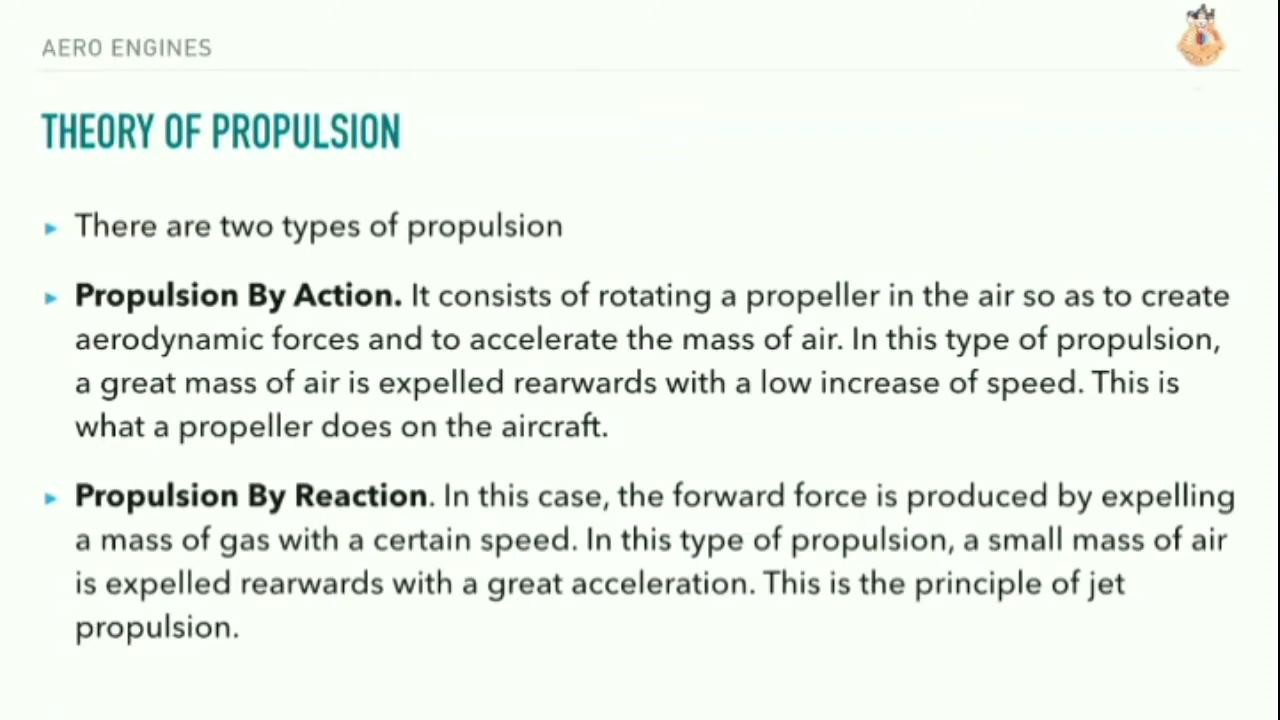 AERO ENGINES
THEORY OF PROPULSION
▸ There are two types of propulsion
▸ Propulsion By Action. It consists of rotating a propeller in the air so as to create
aerodynamic forces and to accelerate the mass of air. In this type of propulsion,
a great mass of air is expelled rearwards with a low increase of speed. This is
what a propeller does on the aircraft.
▸ Propulsion By Reaction. In this case, the forward force is produced by expelling
a mass of gas with a certain speed. In this type of propulsion, a small mass of air
is expelled rearwards with a great acceleration. This is the principle of jet
propulsion.